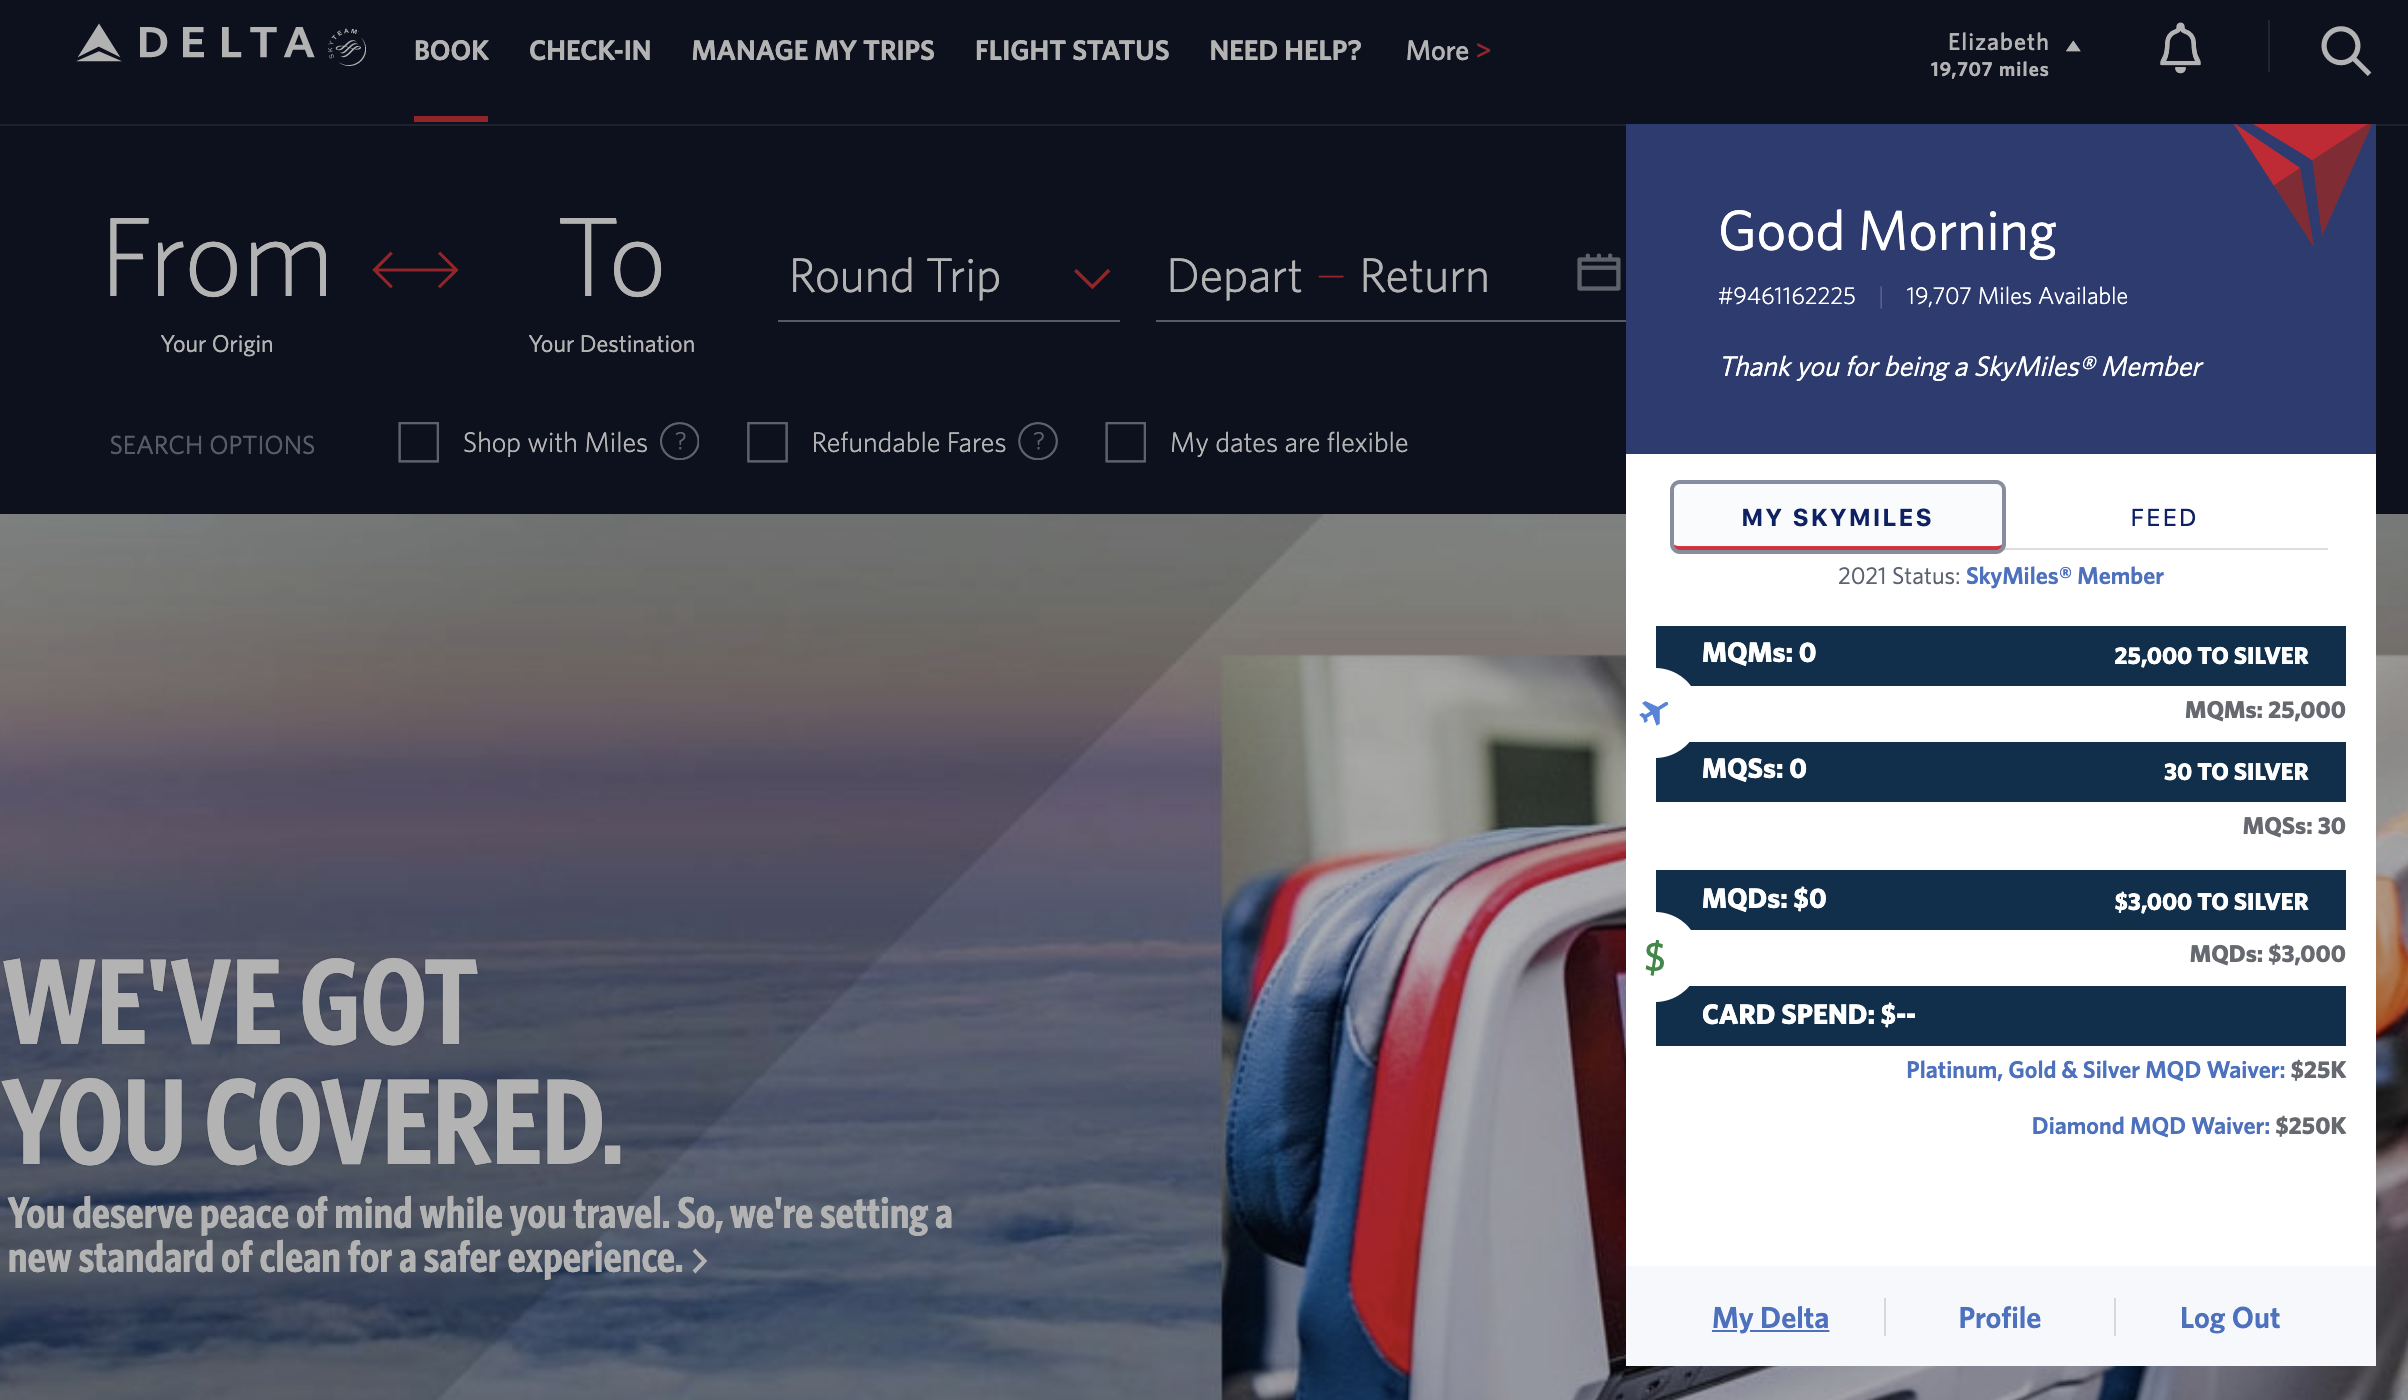 DELTA SKYTEAM
BOOK CHECK-IN MANAGE MY TRIPS FLIGHT STATUS NEED HELP? More >
Elizabeth
19,707 miles
From To
Your Origin Your Destination
Round Trip
Depart – Return
SEARCH OPTIONS
Shop with Miles ?
Refundable Fares ?
My dates are flexible
WE'VE GOT
YOU COVERED.
You deserve peace of mind while you travel. So, we're setting a
new standard of clean for a safer experience. >
Good Morning
#9461162225 | 19,707 Miles Available
Thank you for being a SkyMiles® Member
MY SKYMILES FEED
2021 Status: SkyMiles® Member
MQMs: 0 25,000 TO SILVER
MQMs: 25,000
MQSs: 0 30 TO SILVER
MQSs: 30
MQDs: $0 $3,000 TO SILVER
$
MQDs: $3,000
CARD SPEND: $--
Platinum, Gold & Silver MQD Waiver: $25K
Diamond MQD Waiver: $250K
My Delta Profile Log Out